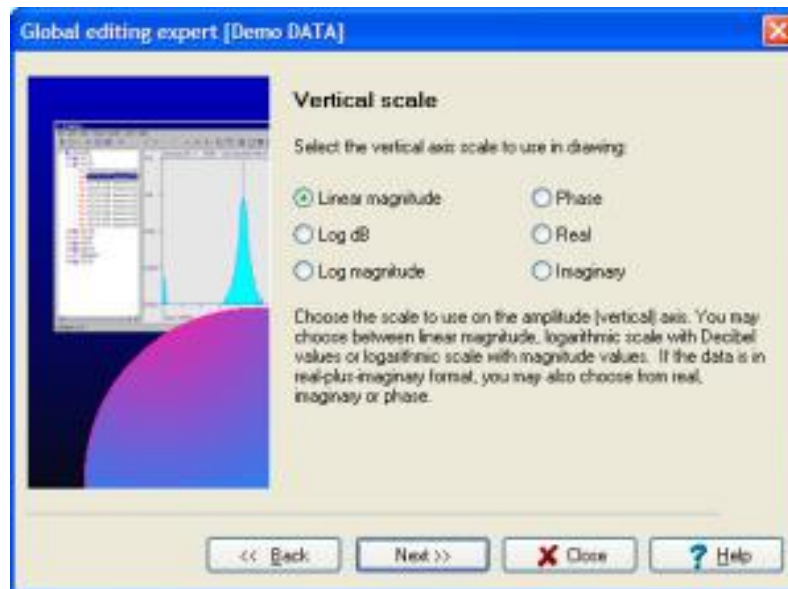 Global editing expert [Demo DATA]
Vertical scale
Select the vertical axis scale to use in drawing:
Linear magnitude
Phase
Log dB
Real
Log magnitude
Imaginary
Choose the scale to use on the amplitude (vertical) axis. You may
choose between linear magnitude, logarithmic scale with Decibel
values or logarithmic scale with magnitude values. If the data is in
real-plus-imaginary format, you may also choose from real,
imaginary or phase.
<< Back
Next >>
Close
Help